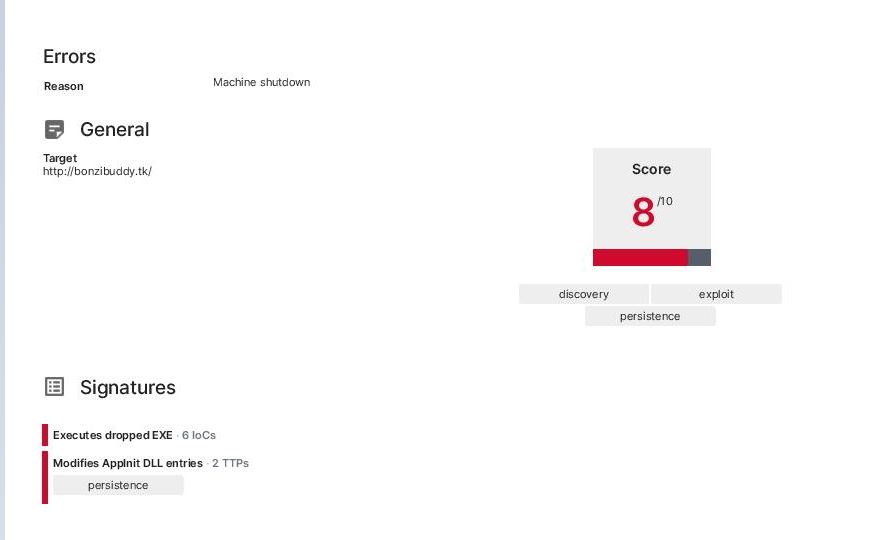 Errors
Reason Machine shutdown
General
Target
http://bonzibuddy.tk/
Score
8/10
discovery exploit
persistence
Signatures
Executes dropped EXE · 6 IoCs
Modifies AppInit DLL entries · 2 TTPs
persistence